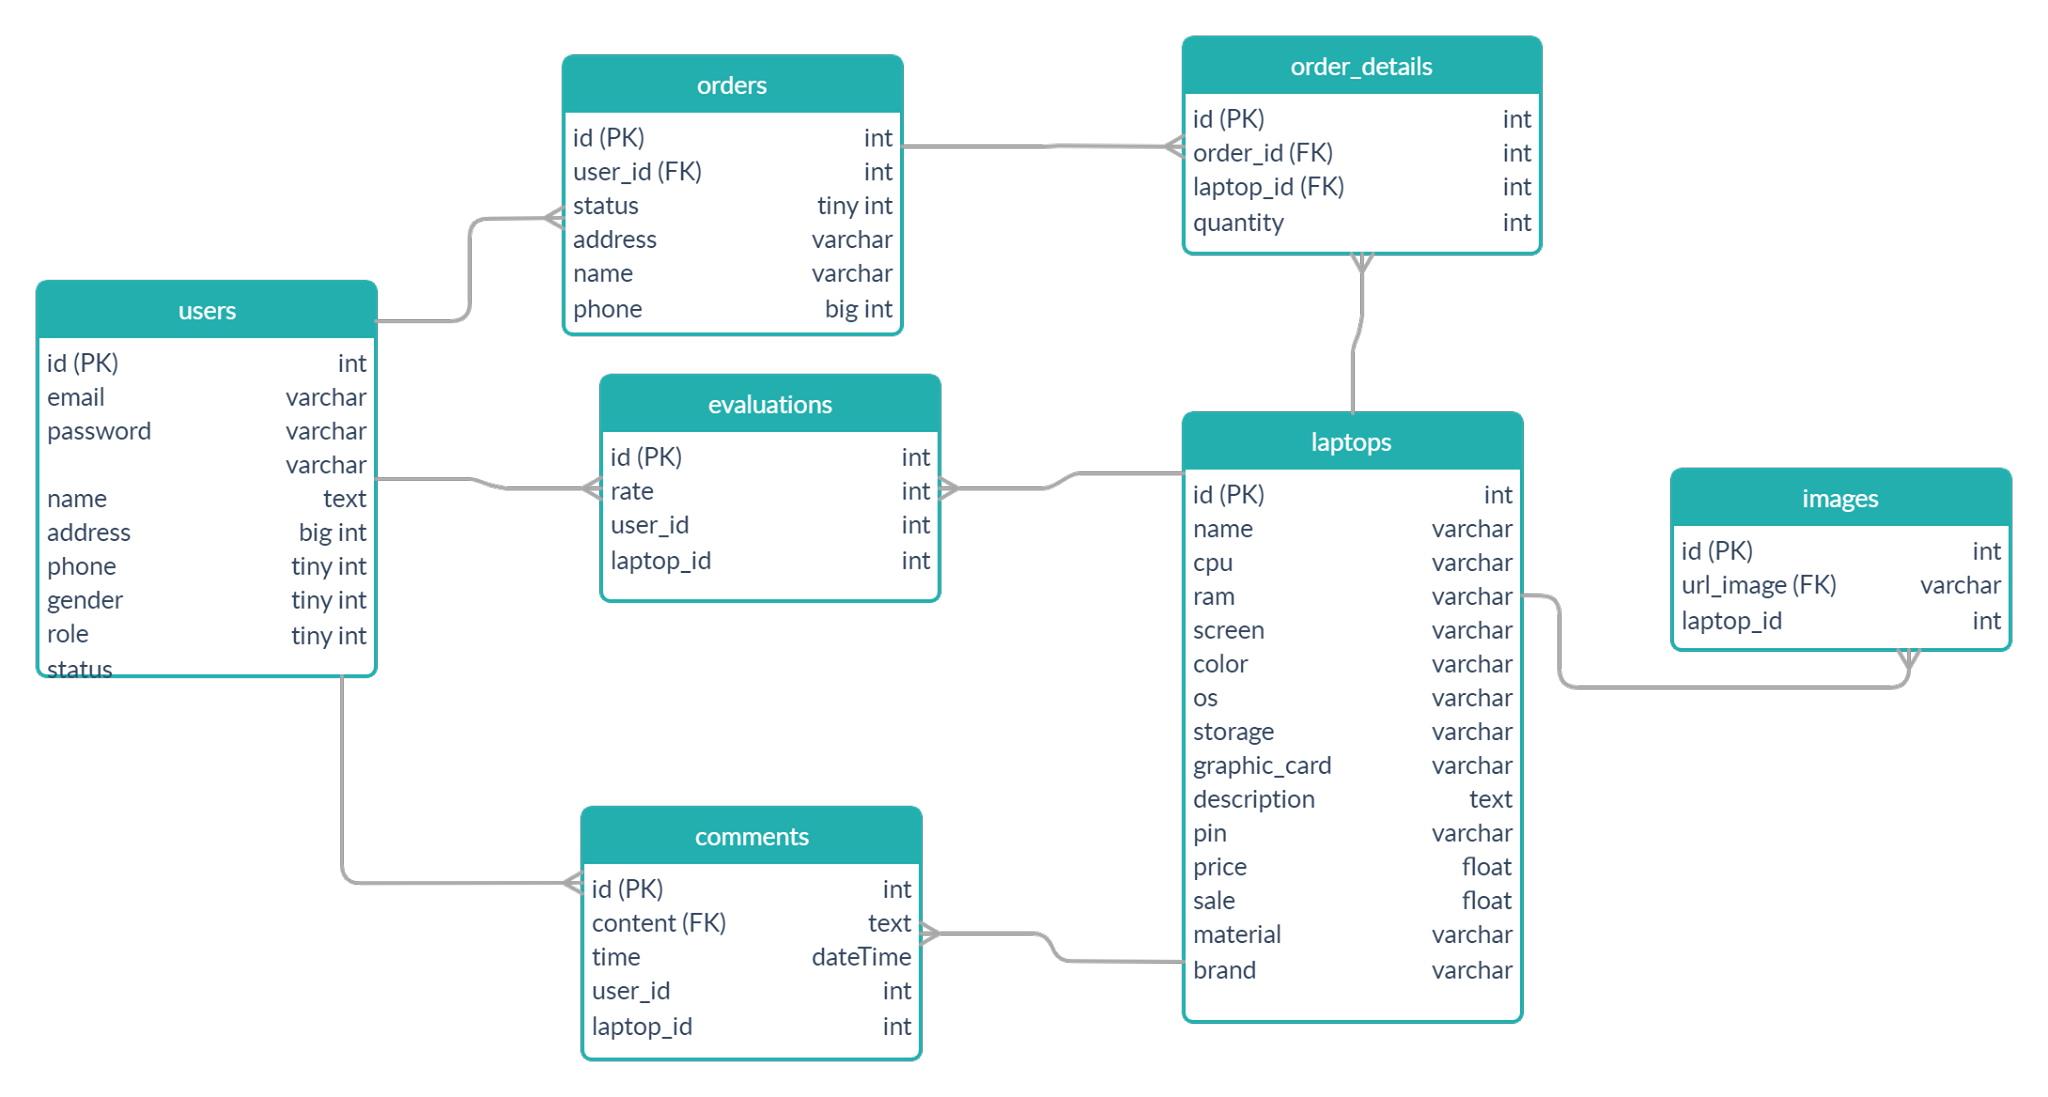 orders
id (PK) int
user_id (FK) int
status tiny int
address varchar
name varchar
phone big int
order_details
id (PK) int
order_id (FK) int
laptop_id (FK) int
quantity int
users
id (PK) int
email varchar
password varchar
varchar
name text
address big int
phone tiny int
gender tiny int
role tiny int
status
evaluations
id (PK) int
rate int
user_id int
laptop_id int
laptops
id (PK) int
name varchar
cpu varchar
ram varchar
screen varchar
color varchar
os varchar
storage varchar
graphic_card varchar
description text
pin varchar
price float
sale float
material varchar
brand varchar
images
id (PK) int
url_image (FK) varchar
laptop_id int
comments
id (PK) int
content (FK) text
time dateTime
user_id int
laptop_id int